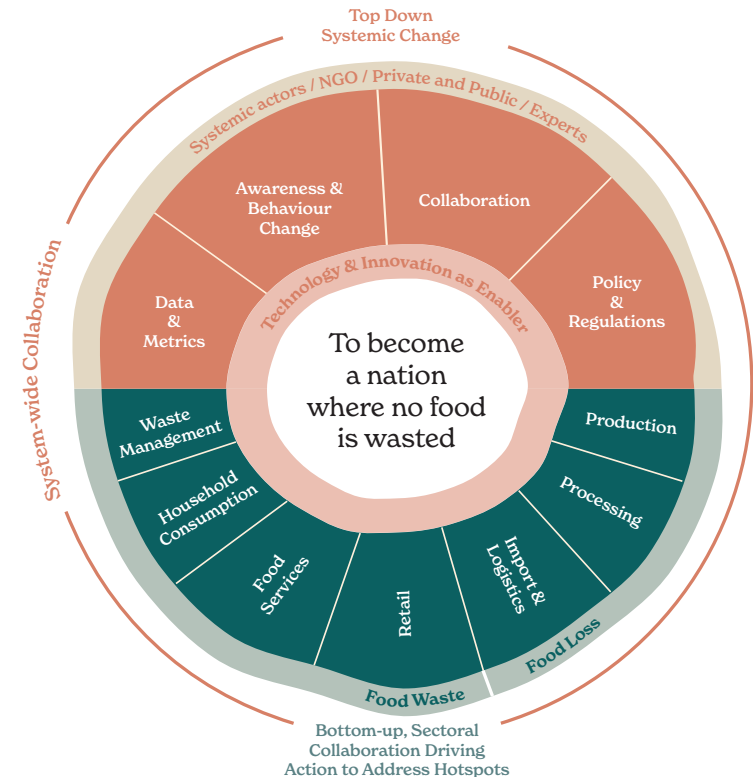 Top Down
Systemic Change
Systemic actors / NGO / Private and Public / Experts
Awareness &
Behaviour
Change
Collaboration
Data
&
Metrics
Policy
&
Regulations
Technology & Innovation as Enabler
To become
a nation
where no food
is wasted
System-wide Collaboration
Waste
Management
Household
Consumption
Food
Services
Retail
Import &
Logistics
Processing
Production
Food Waste
Food Loss
Bottom-up, Sectoral
Collaboration Driving
Action to Address Hotspots